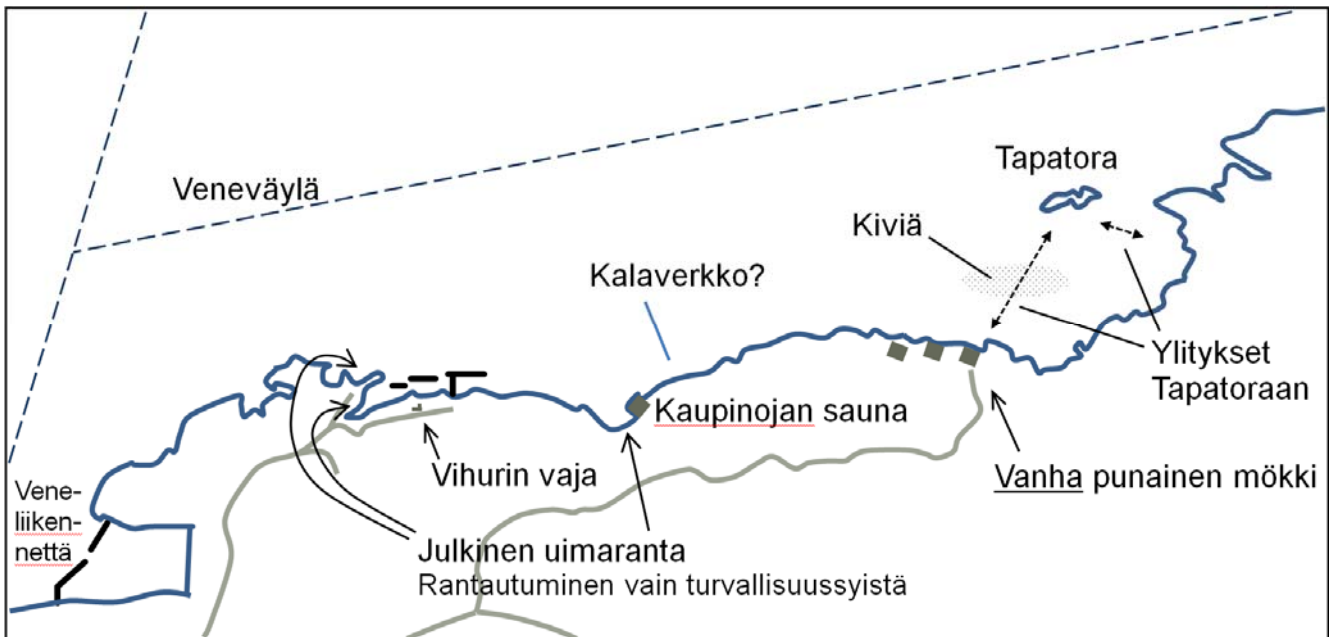 Tapatora
Veneväylä
Kiviä
Kalaverkko?
Ylitykset
Tapatoraan
Kaupinojan sauna
Vihurin vaja
Vanha punainen mökki
Vene-
liiken-
nettä
Julkinen uimaranta
Rantautuminen vain turvallisuussyistä